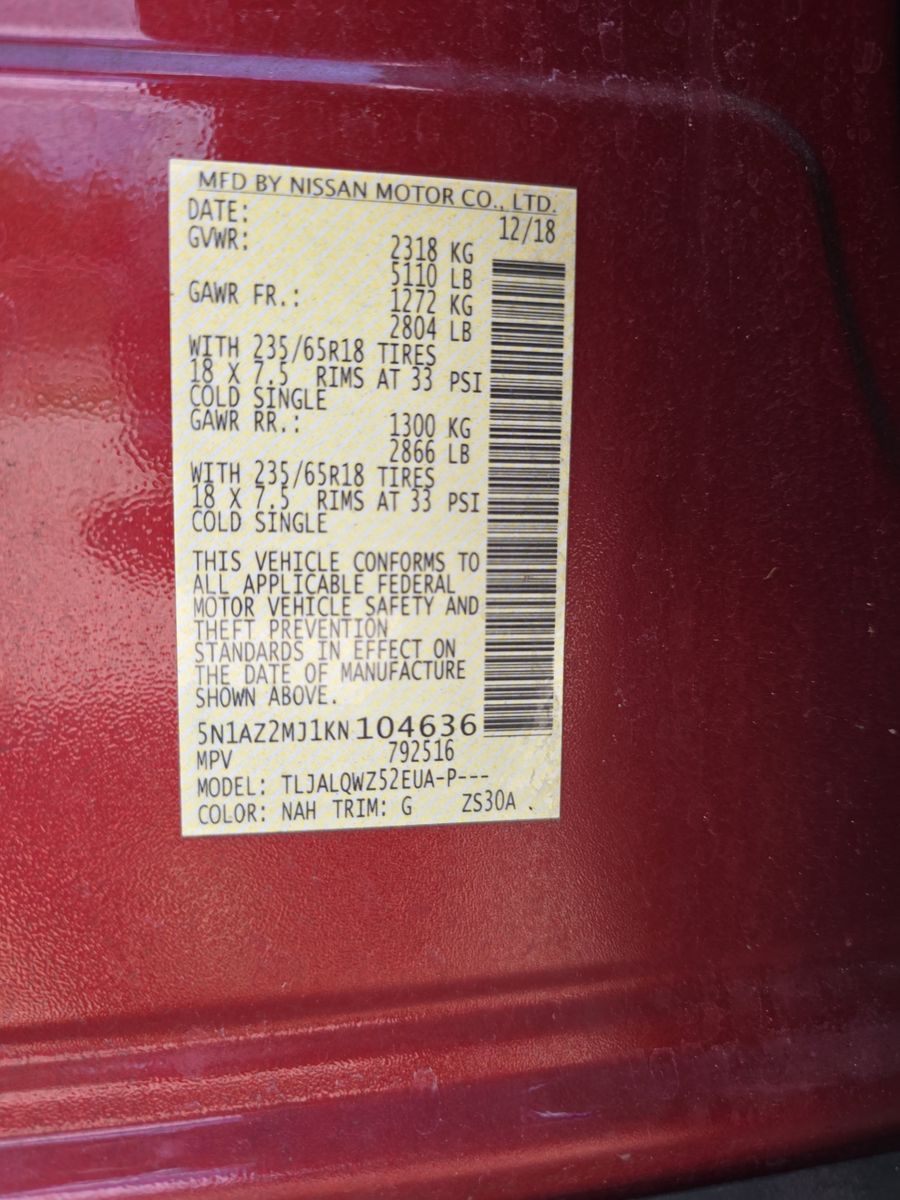 MFD BY NISSAN MOTOR CO., LTD.
DATE: 12/18
GVWR: 2318 KG
5110 LB
GAWR FR.: 1272 KG
2804 LB
WITH 235/65R18 TIRES
18 X 7.5 RIMS AT 33 PSI
COLD SINGLE
GAWR RR.: 1300 KG
2866 LB
WITH 235/65R18 TIRES
18 X 7.5 RIMS AT 33 PSI
COLD SINGLE
THIS VEHICLE CONFORMS TO
ALL APPLICABLE FEDERAL
MOTOR VEHICLE SAFETY AND
THEFT PREVENTION
STANDARDS IN EFFECT ON
THE DATE OF MANUFACTURE
SHOWN ABOVE.
5N1AZ2MJ1KN104636
MPV 792516
MODEL: TLJALQWZ52EUA-P---
COLOR: NAH TRIM: G ZS30A .